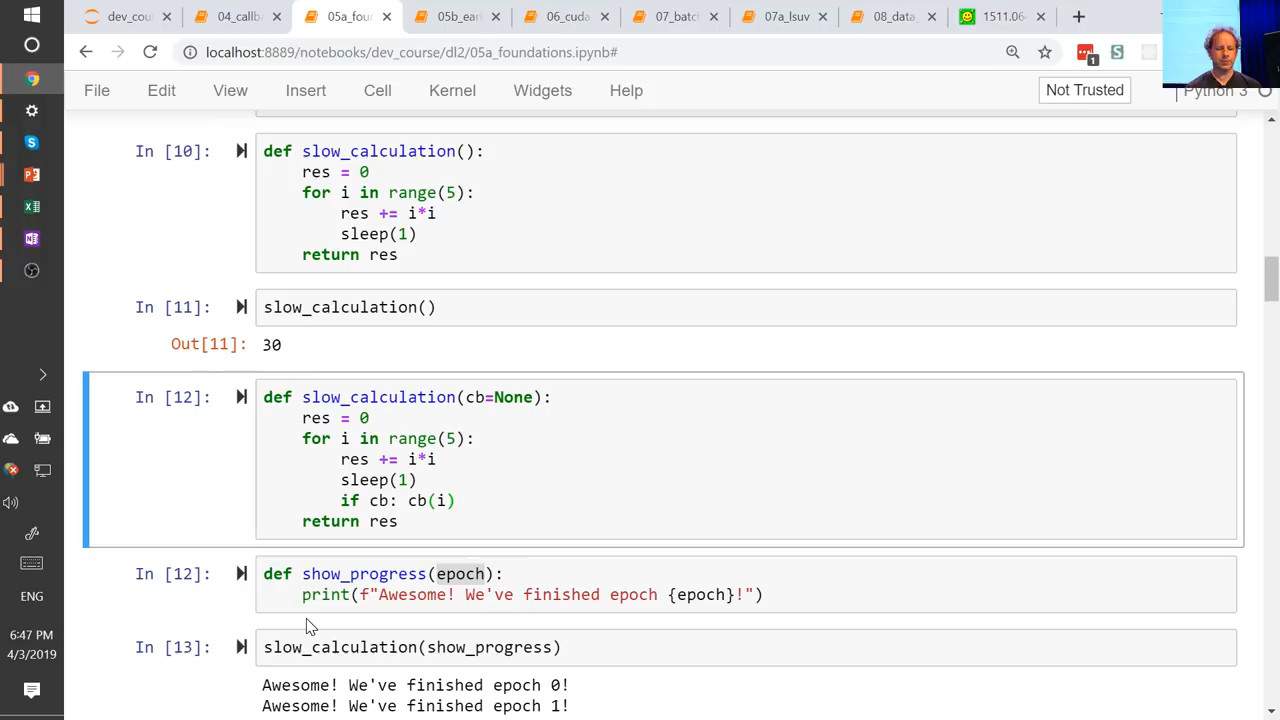 dev_cou
04_callb
05a_four
05b_earl
06_cuda
07_batcl
07a_lsuv
08_data_
1511.06
localhost:8889/notebooks/dev_course/dl2/05a_foundations.ipynb#
1
File Edit View Insert Cell Kernel Widgets Help
Not Trusted
Python 3
In [10]:
def slow_calculation():
res = 0
for i in range(5):
res += i*i
sleep(1)
return res
In [11]:
slow_calculation()
Out[11]:
30
In [12]:
def slow_calculation(cb=None):
res = 0
for i in range(5):
res += i*i
sleep(1)
if cb: cb(i)
return res
In [12]:
def show_progress(epoch):
print(f"Awesome! We've finished epoch {epoch}!")
In [13]:
slow_calculation(show_progress)
Awesome! We've finished epoch 0!
Awesome! We've finished epoch 1!
ENG
6:47 PM
4/3/2019